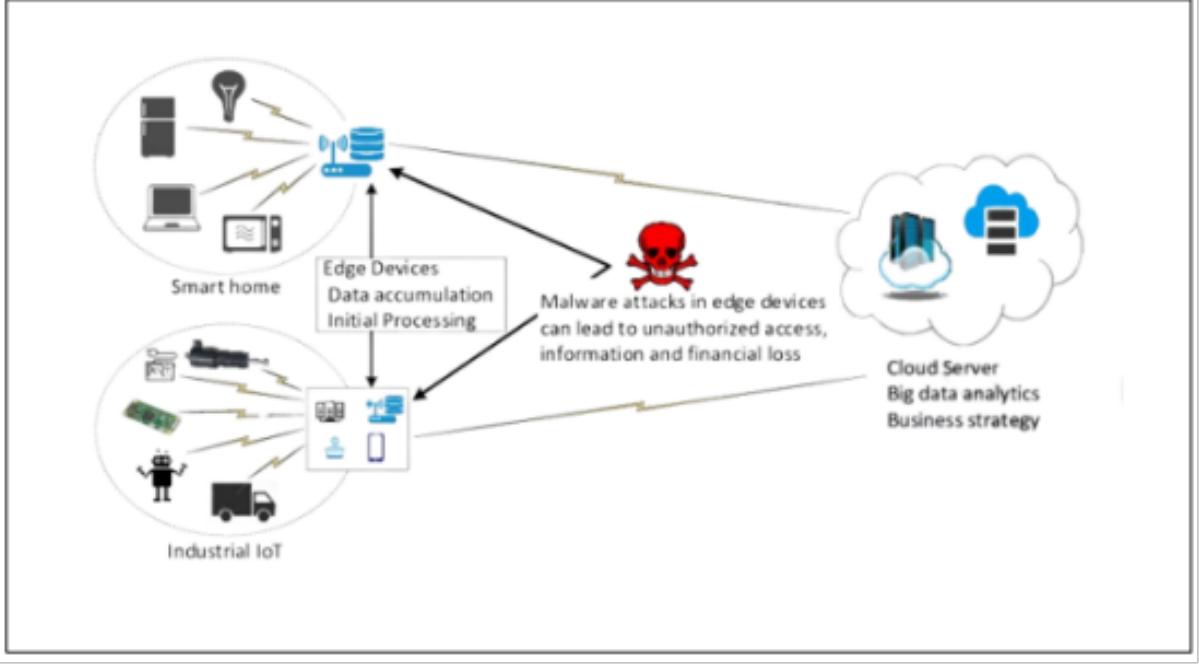 Smart home
Edge Devices
Data accumulation
Initial Processing
Malware attacks in edge devices
can lead to unauthorized access,
information and financial loss
Cloud Server
Big data analytics
Business strategy
Industrial IoT